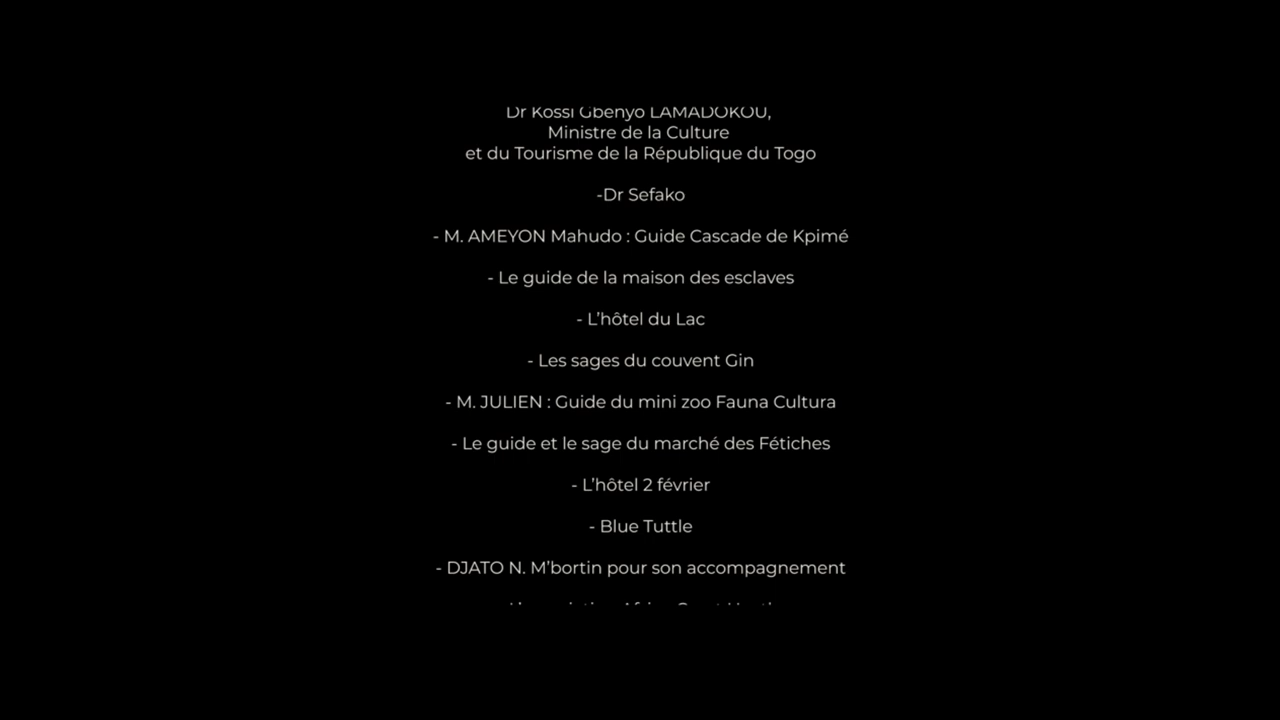 Dr Kossi Gbenyo LAMADOKOU,
Ministre de la Culture
et du Tourisme de la République du Togo
-Dr Sefako
- M. AMEYON Mahudo : Guide Cascade de Kpimé
- Le guide de la maison des esclaves
- L'hôtel du Lac
- Les sages du couvent Gin
- M. JULIEN : Guide du mini zoo Fauna Cultura
- Le guide et le sage du marché des Fétiches
- L'hôtel 2 février
- Blue Tuttle
- DJATO N. M'bortin pour son accompagnement